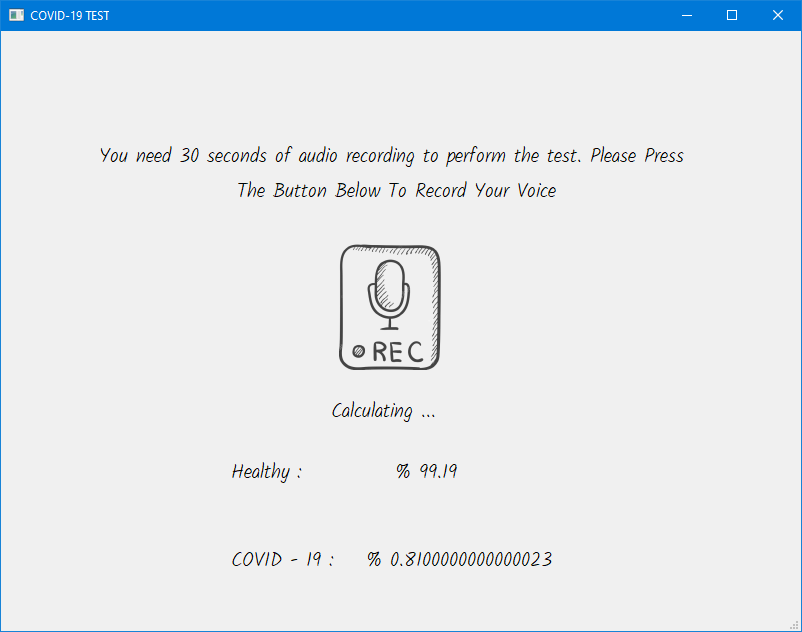 COVID-19 TEST
You need 30 seconds of audio recording to perform the test. Please Press
The Button Below To Record Your Voice
REC
Calculating ...
Healthy : % 99.19
COVID - 19 : % 0.8100000000000023